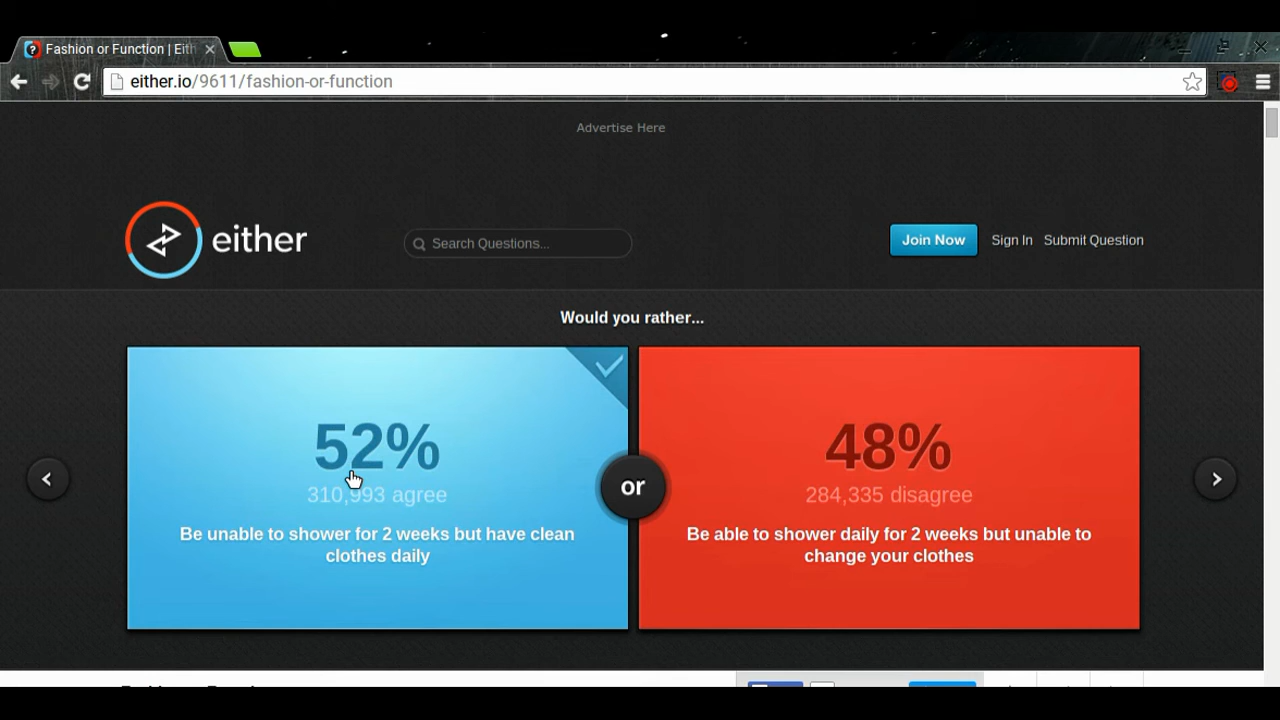 Fashion or Function | Eith
either.io/9611/fashion-or-function
Advertise Here
either
Search Questions...
Join Now
Sign In
Submit Question
Would you rather...
52%
310,993 agree
Be unable to shower for 2 weeks but have clean
clothes daily
or
48%
284,335 disagree
Be able to shower daily for 2 weeks but unable to
change your clothes